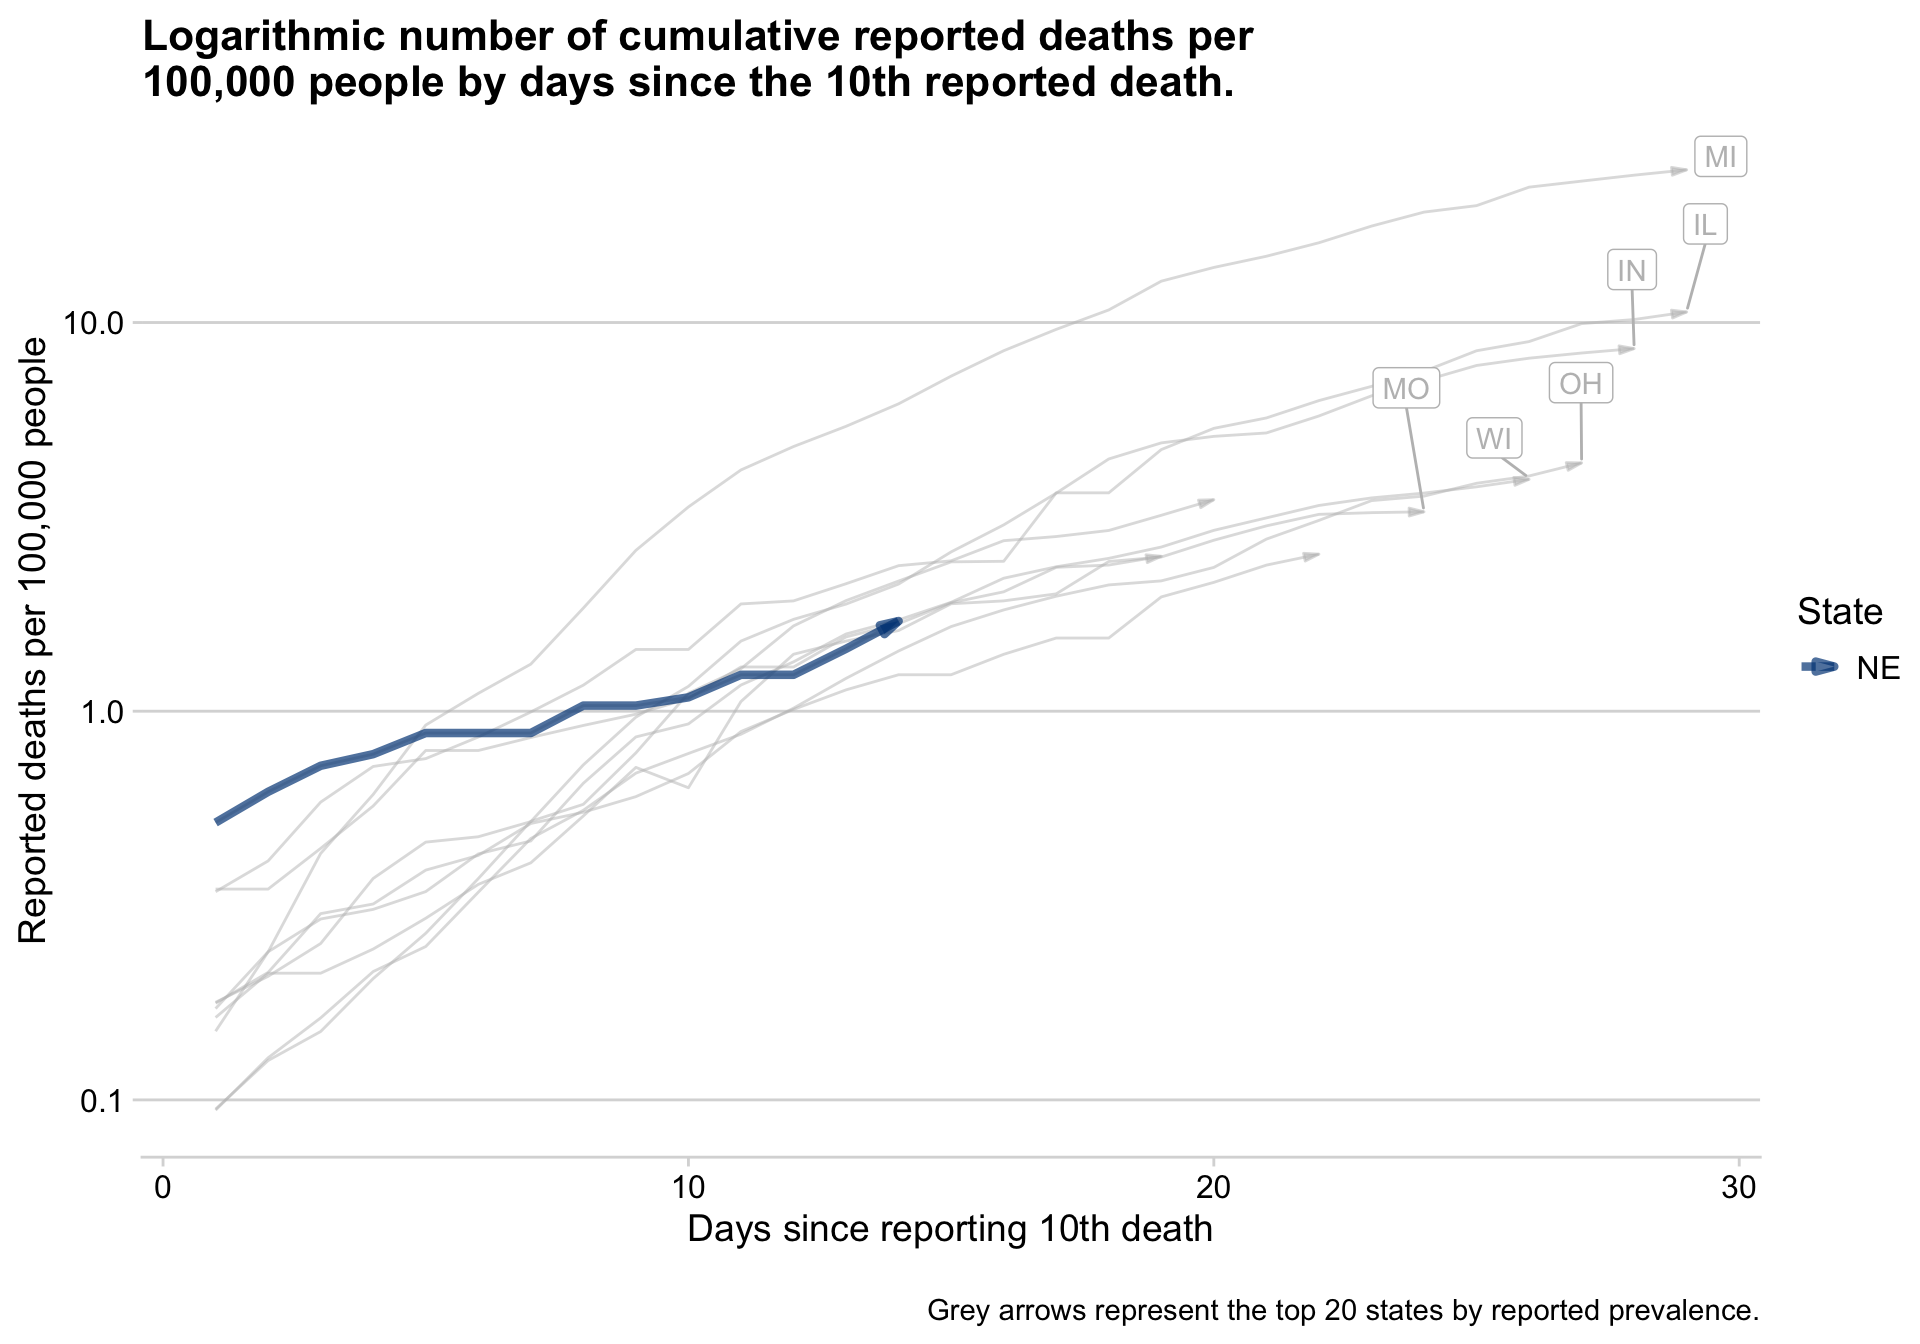 Logarithmic number of cumulative reported deaths per
100,000 people by days since the 10th reported death.
MI
IL
IN
10.0
OH
MO
WI
Reported deaths per 100,000 people
State
NE
1.0
0.1
0
10
20
30
Days since reporting 10th death
Grey arrows represent the top 20 states by reported prevalence.